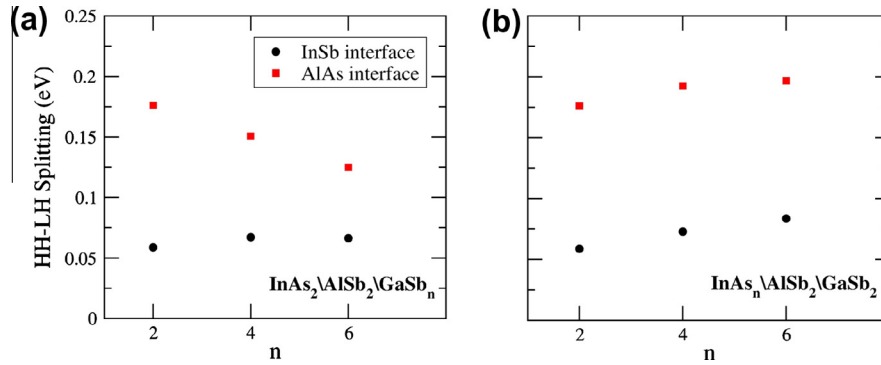 (a)
(b)
0.25
0.2
0.15
0.1
0.05
0
HH-LH Splitting (eV)
InSb interface
AlAs interface
InAs₂\AlSb₂\GaSbₙ
InAsₙ\AlSb₂\GaSb₂
2 4 6
n
2 4 6
n